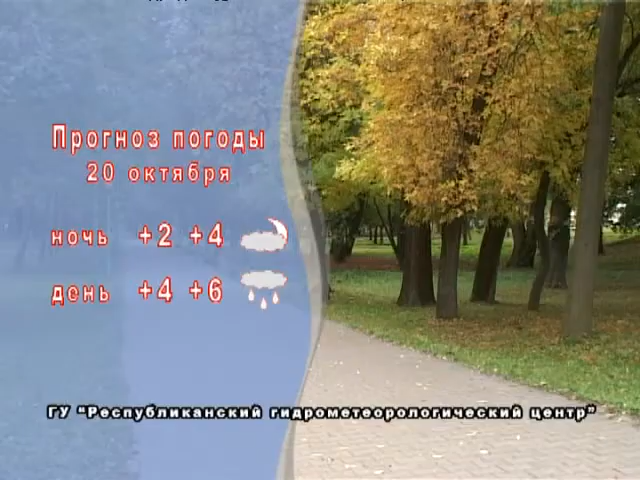 Прогноз погоды
20 октября
ночь +2 +4
день +4 +6
ГУ "Республиканский гидрометеорологический центр"